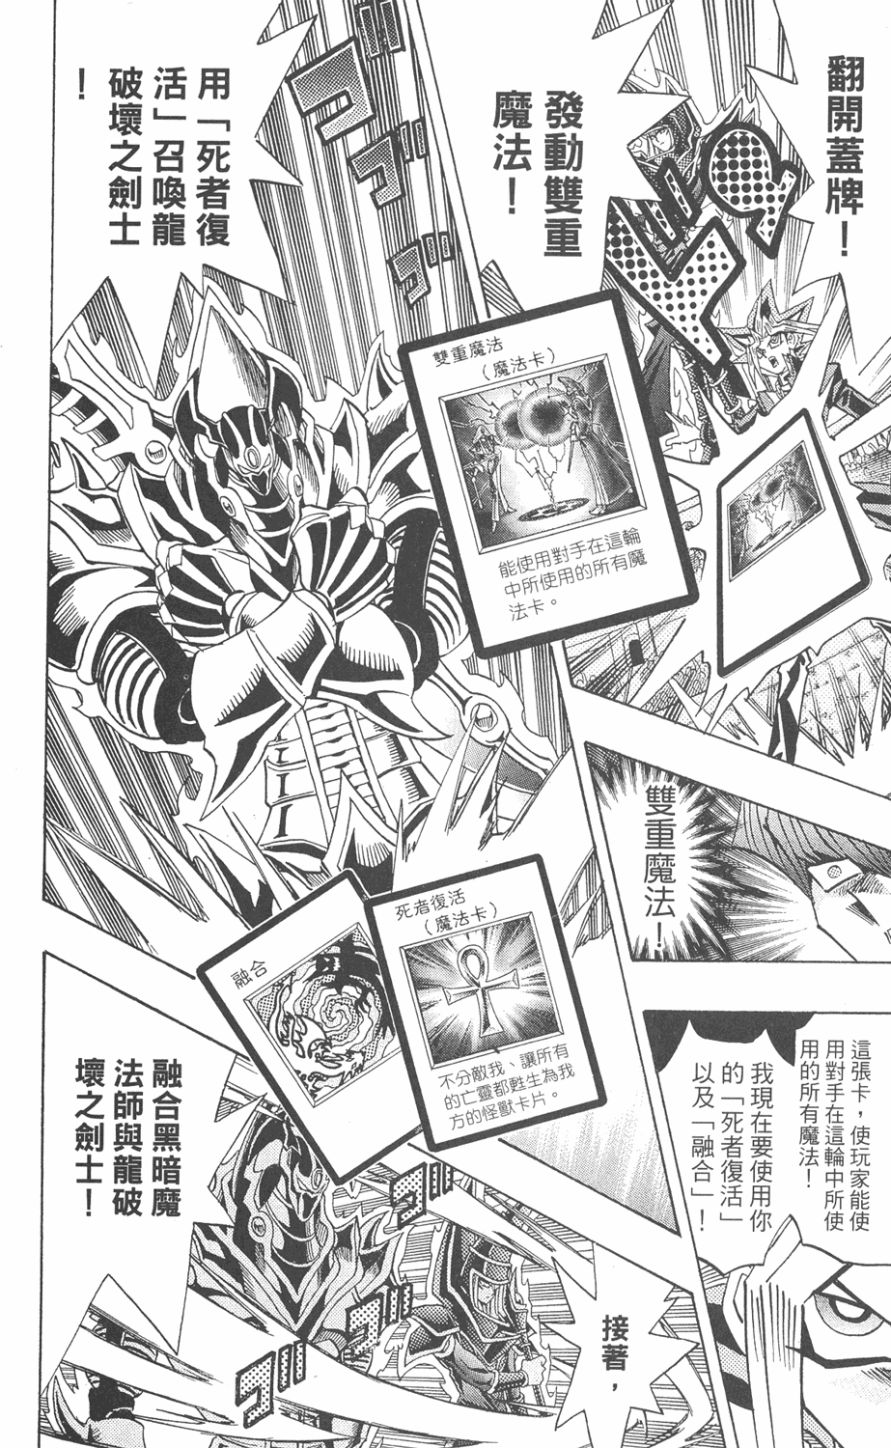 翻開蓋牌！
發動雙重
魔法！
雙重魔法
（魔法卡）
能使用對手在這輪
中所使用的所有魔
法卡。
用「死者復
活」召喚龍
破壞之劍士
！
雙重魔法！
這張卡，使玩家能使
用對手在這輪中所使
用的所有魔法！
我現在要使用你
的「死者復活」
以及「融合」！
死者復活
（魔法卡）
不分敵我、讓所有
的亡靈都甦生為我
方的怪獸卡片。
融合
接著，
融合黑暗魔
法師與龍破
壞之劍士！